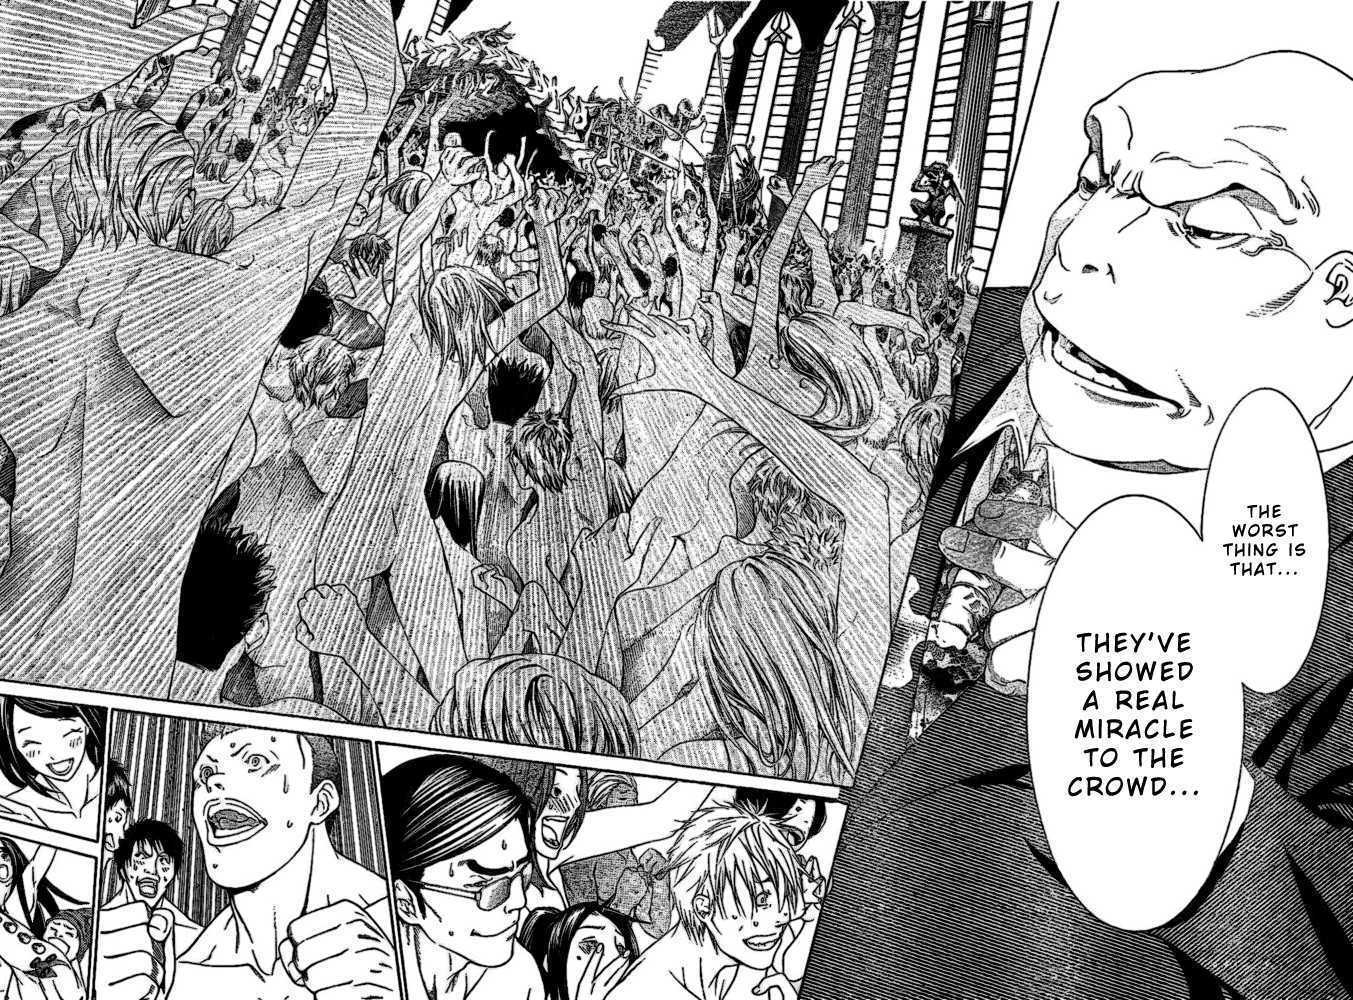 THE
WORST
THING IS
THAT...
THEY'VE
SHOWED
A REAL
MIRACLE
TO THE
CROWD...